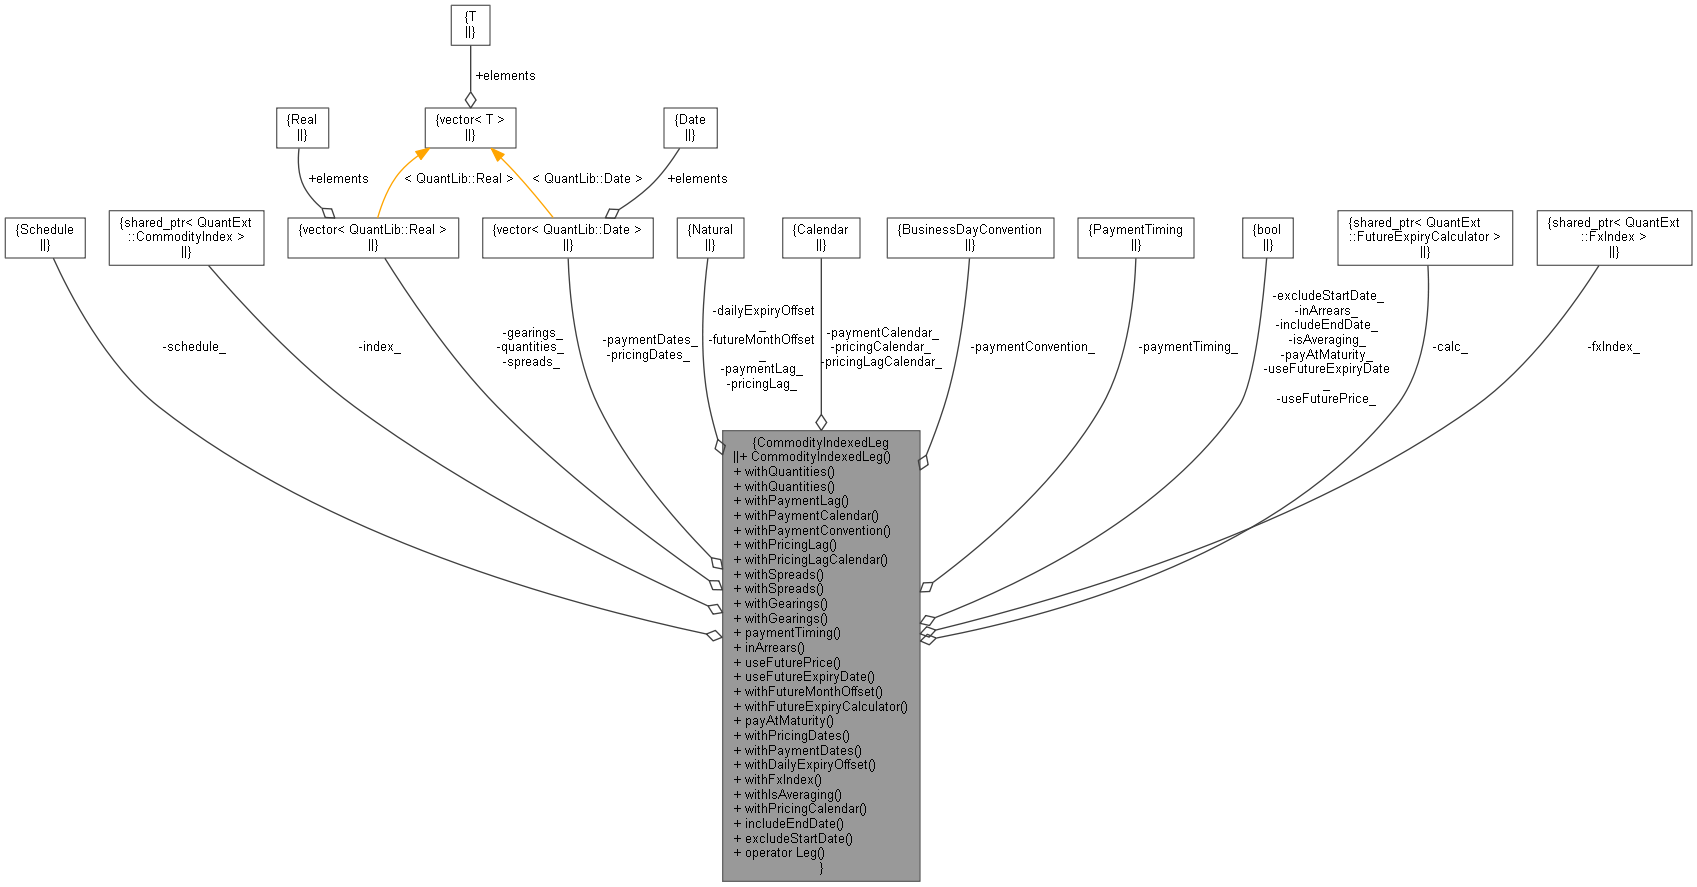 {T
||}
+elements
{Real
||}
{vector< T >
||}
{Date
||}
+elements
< QuantLib::Real >
< QuantLib::Date >
+elements
{Schedule
||}
{shared_ptr< QuantExt
::CommodityIndex >
||}
{vector< QuantLib::Real >
||}
{vector< QuantLib::Date >
||}
{Natural
||}
{Calendar
||}
{BusinessDayConvention
||}
{PaymentTiming
||}
{bool
||}
{shared_ptr< QuantExt
::FutureExpiryCalculator >
||}
{shared_ptr< QuantExt
::FxIndex >
||}
-schedule_
-index_
-gearings_
-quantities_
-spreads_
-paymentDates_
-pricingDates_
-dailyExpiryOffset
_
-futureMonthOffset
_
-paymentLag_
-pricingLag_
-paymentCalendar_
-pricingCalendar_
-pricingLagCalendar_
-paymentConvention_
-paymentTiming_
-excludeStartDate_
-inArrears_
-includeEndDate_
-isAveraging_
-payAtMaturity_
-useFutureExpiryDate
_
-useFuturePrice_
-calc_
-fxIndex_
{CommodityIndexedLeg
||+ CommodityIndexedLeg()
+ withQuantities()
+ withQuantities()
+ withPaymentLag()
+ withPaymentCalendar()
+ withPaymentConvention()
+ withPricingLag()
+ withPricingLagCalendar()
+ withSpreads()
+ withSpreads()
+ withGearings()
+ withGearings()
+ paymentTiming()
+ inArrears()
+ useFuturePrice()
+ useFutureExpiryDate()
+ withFutureMonthOffset()
+ withFutureExpiryCalculator()
+ payAtMaturity()
+ withPricingDates()
+ withPaymentDates()
+ withDailyExpiryOffset()
+ withFxIndex()
+ withIsAveraging()
+ withPricingCalendar()
+ includeEndDate()
+ excludeStartDate()
+ operator Leg()
}